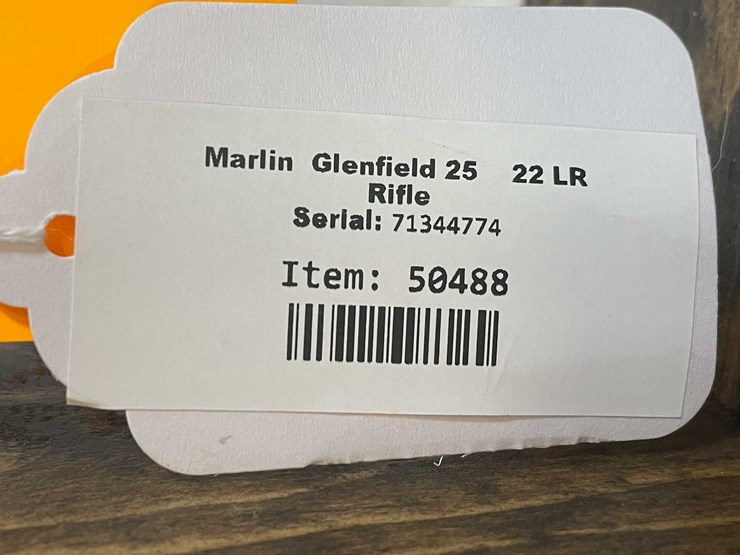 Marlin Glenfield 25 22 LR
Rifle
Serial: 71344774
Item: 50488